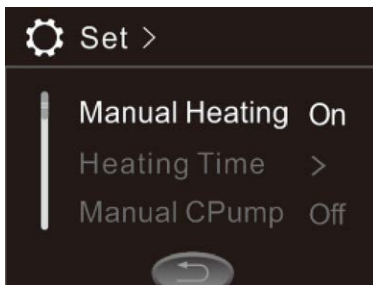 Set >
Manual Heating On
Heating Time >
Manual CPump Off